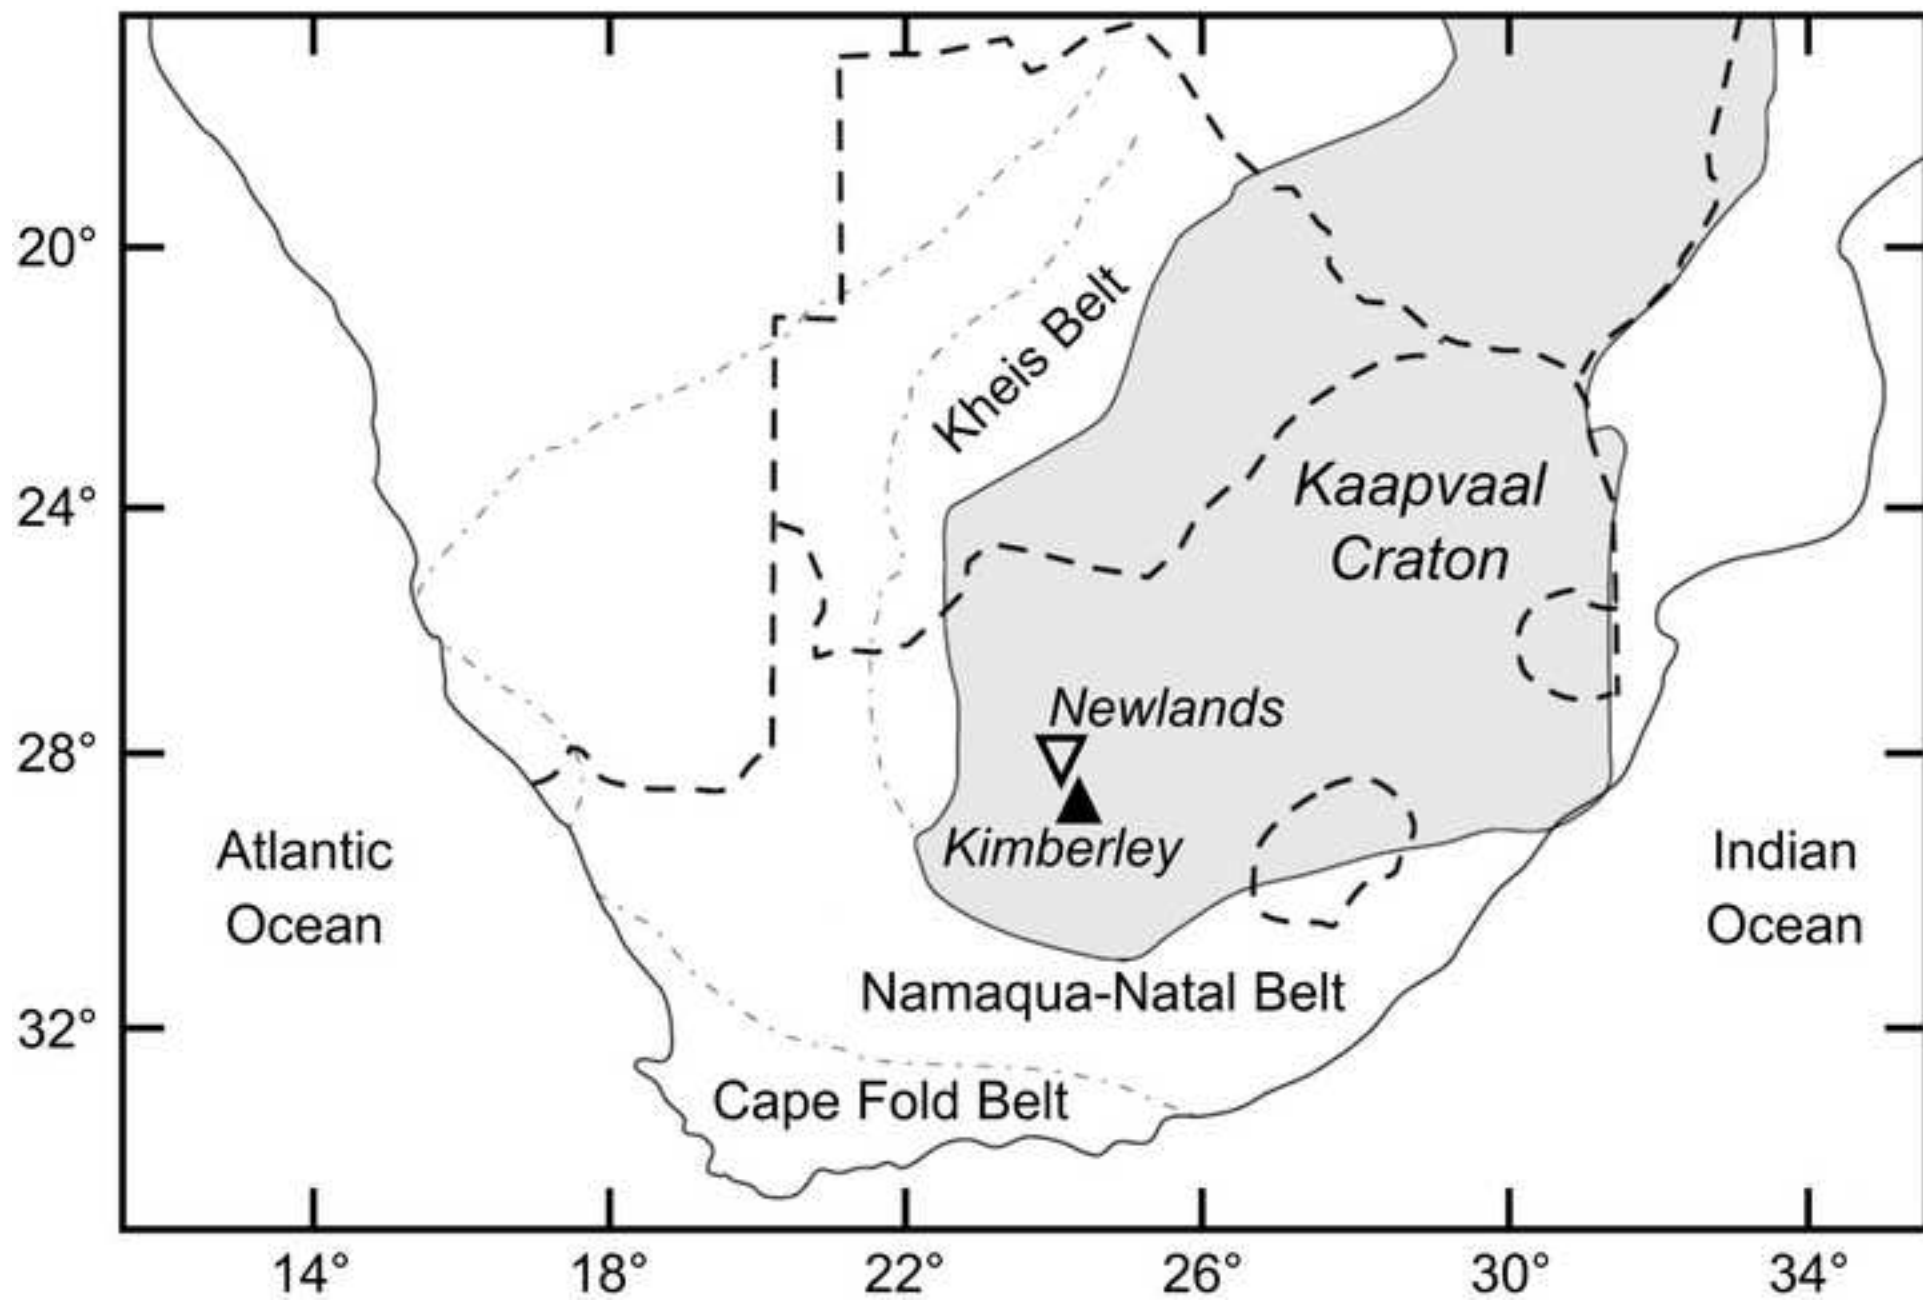 20°
24°
28°
32°
Kheis Belt
Kaapvaal
Craton
Newlands
Kimberley
Atlantic
Ocean
Indian
Ocean
Namaqua-Natal Belt
Cape Fold Belt
14°
18°
22°
26°
30°
34°